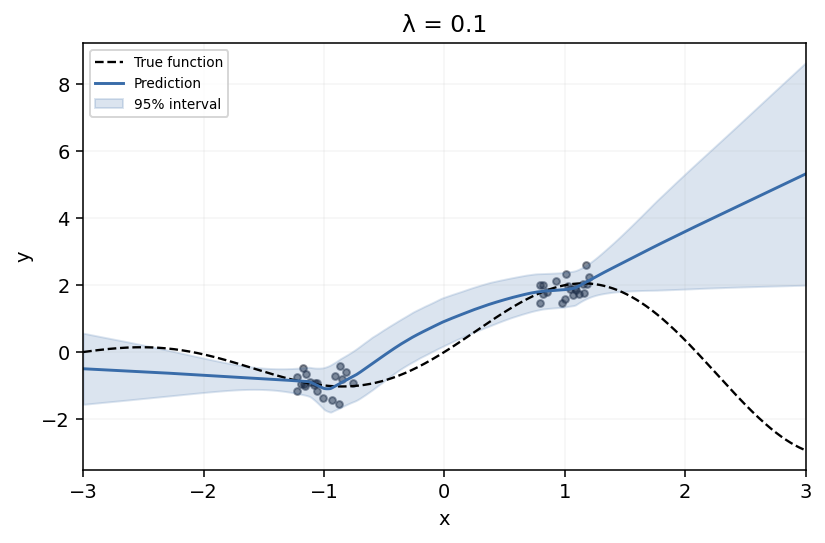 λ = 0.1
True function
Prediction
95% interval
8
6
4
2
0
−2
y
−3 −2 −1 0 1 2 3
x